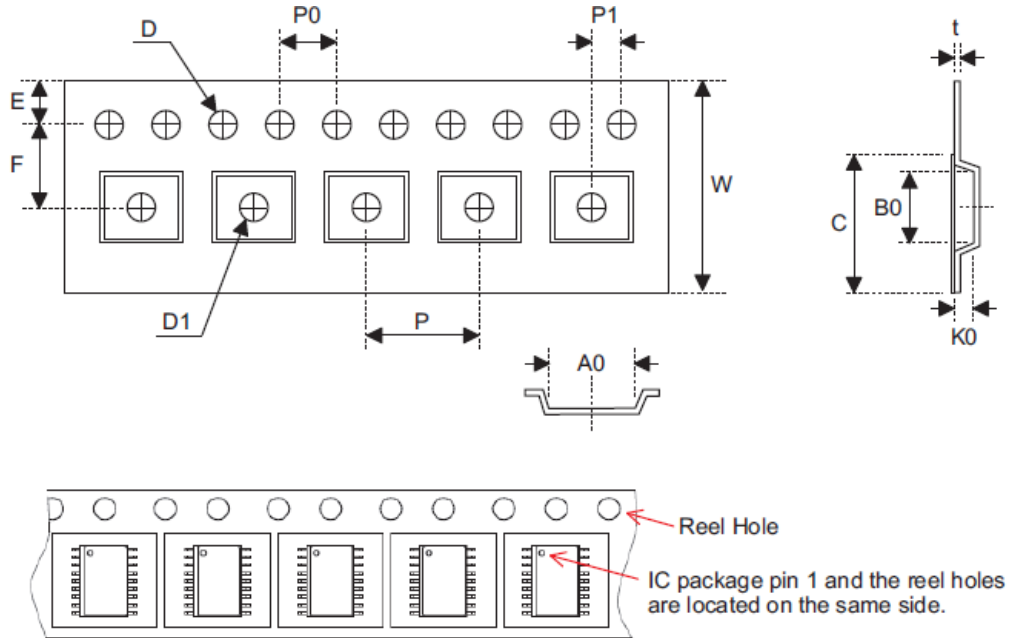 D
P0
P1
t
E
F
W
C
B0
D1
P
K0
A0
Reel Hole
IC package pin 1 and the reel holes
are located on the same side.